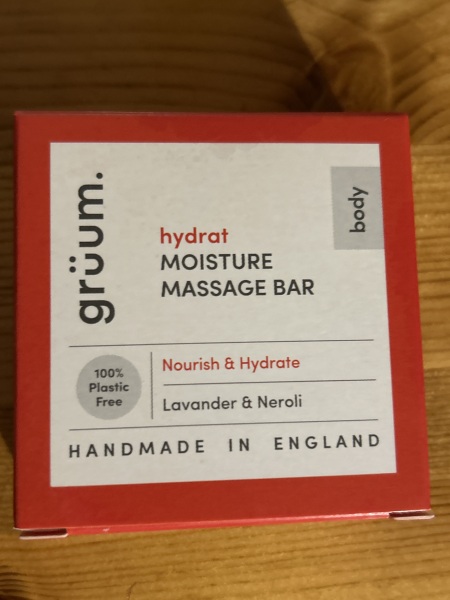 grüum.
body
hydrat
MOISTURE
MASSAGE BAR
100%
Plastic
Free
Nourish & Hydrate
Lavander & Neroli
HANDMADE IN ENGLAND